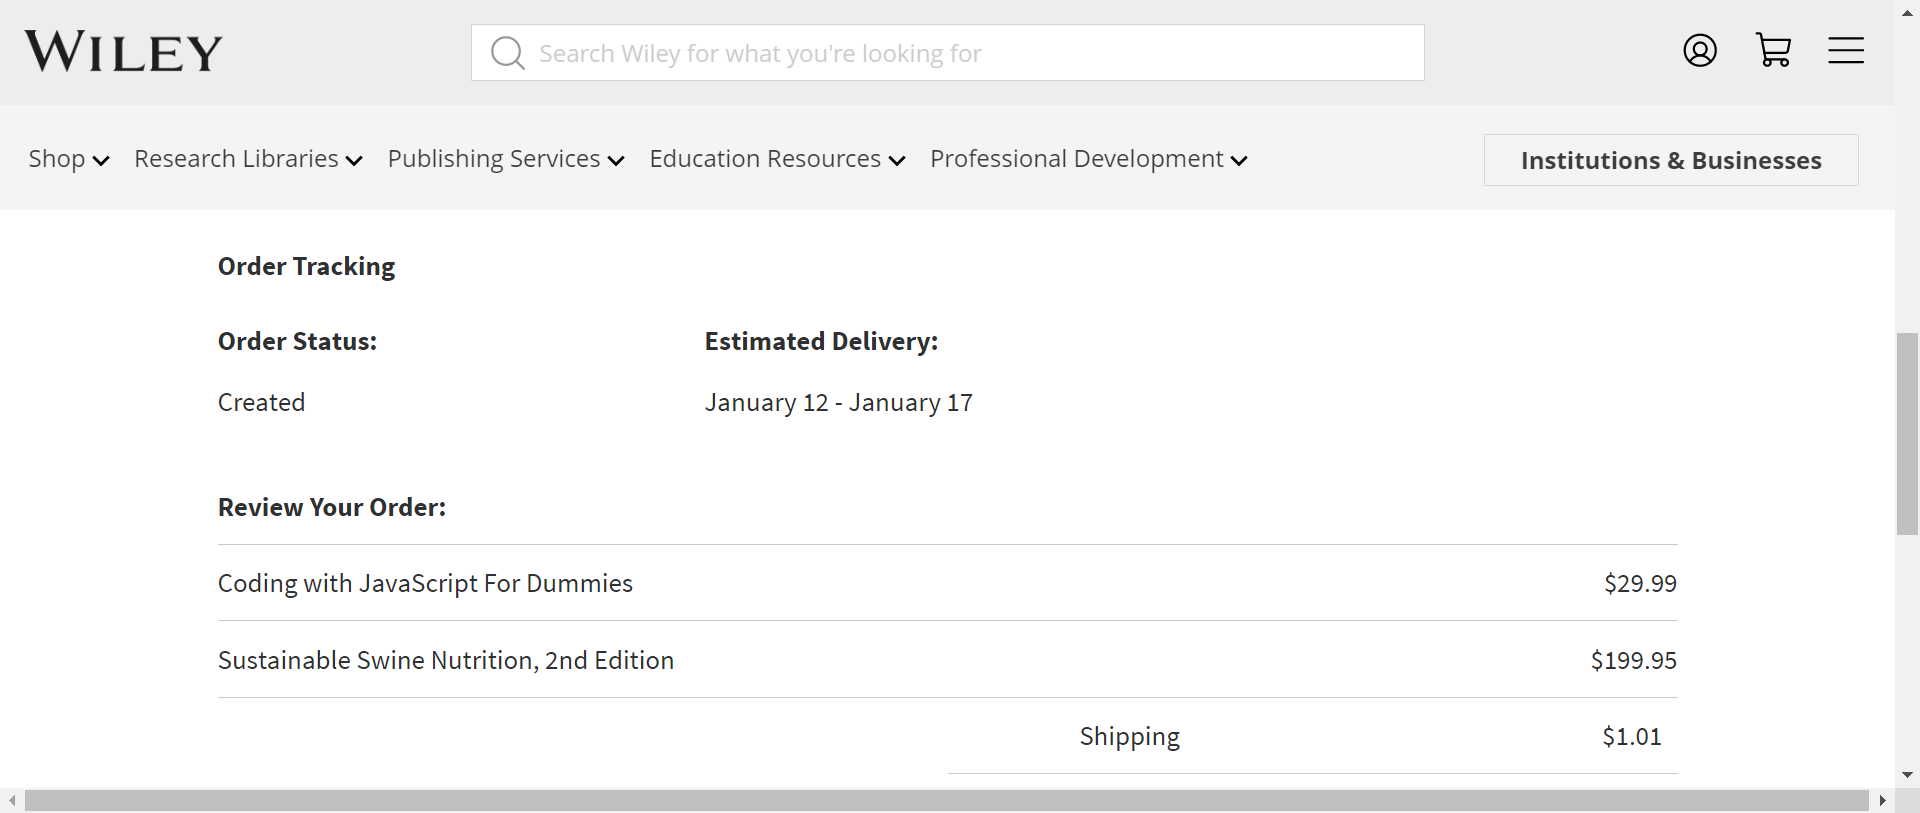 WILEY
Search Wiley for what you're looking for
Shop Research Libraries Publishing Services Education Resources Professional Development Institutions & Businesses
Order Tracking
Order Status: Estimated Delivery:
Created January 12 - January 17
Review Your Order:
Coding with JavaScript For Dummies $29.99
Sustainable Swine Nutrition, 2nd Edition $199.95
Shipping $1.01